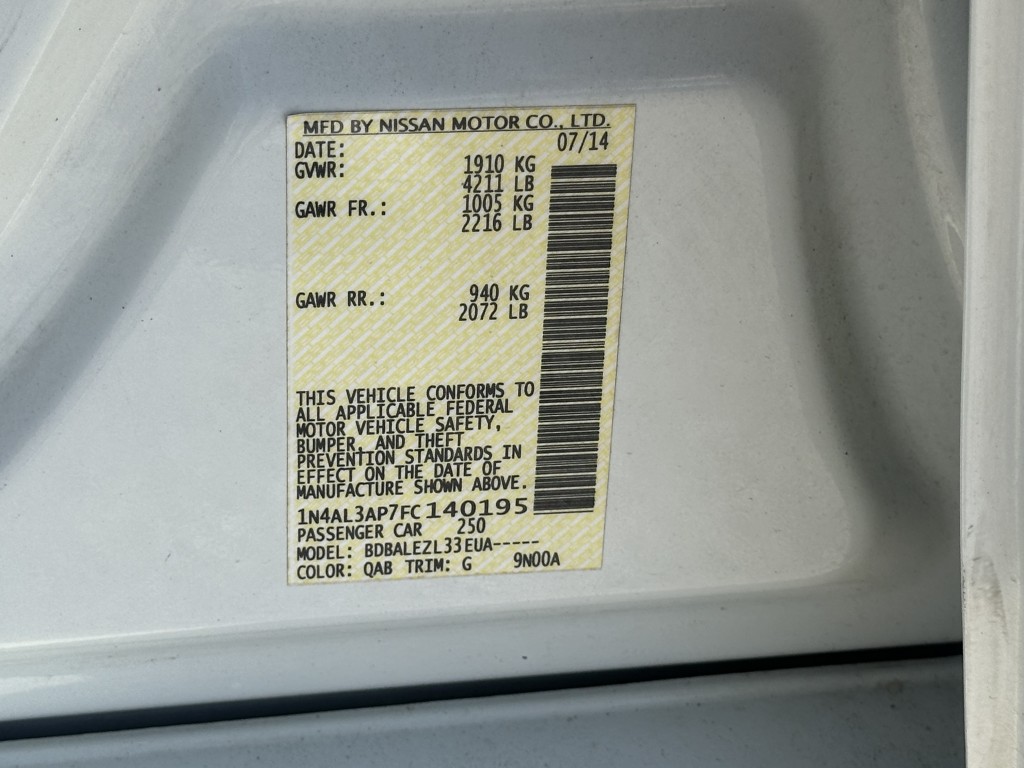 MFD BY NISSAN MOTOR CO., LTD.
DATE: 07/14
GVWR: 1910 KG
4211 LB
GAWR FR.: 1005 KG
2216 LB
GAWR RR.: 940 KG
2072 LB
THIS VEHICLE CONFORMS TO
ALL APPLICABLE FEDERAL
MOTOR VEHICLE SAFETY,
BUMPER, AND THEFT
PREVENTION STANDARDS IN
EFFECT ON THE DATE OF
MANUFACTURE SHOWN ABOVE.
1N4AL3AP7FC140195
PASSENGER CAR 250
MODEL: BDBALEZL33EUA-----
COLOR: QAB TRIM: G 9N00A